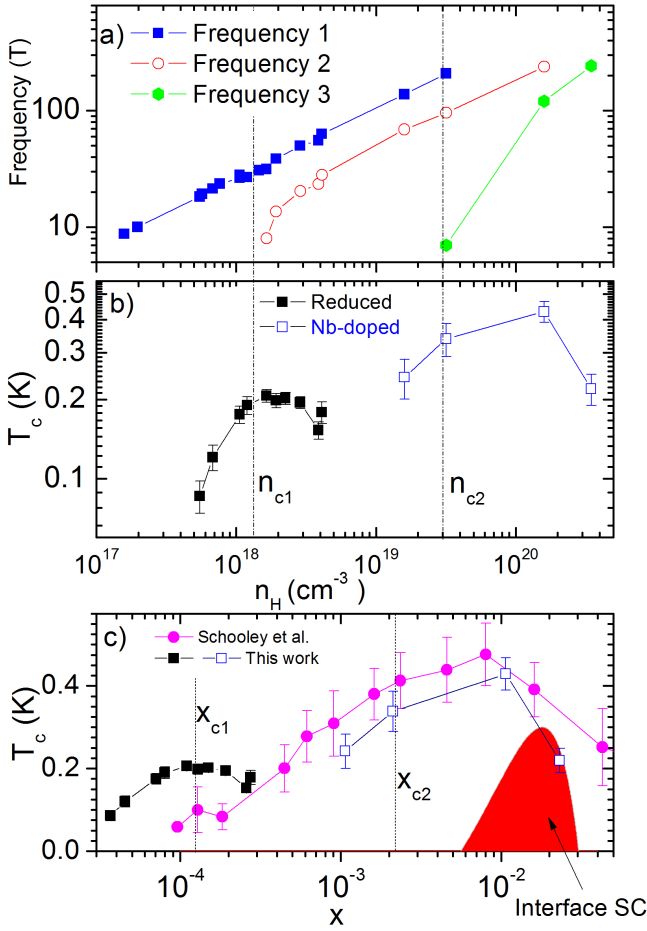 a)
Frequency 1
Frequency 2
Frequency 3
Frequency (T)
100
10
b)
Reduced
Nb-doped
T_c (K)
0.5
0.4
0.3
0.2
0.1
n_c1
n_c2
10^17
10^18
10^19
10^20
n_H (cm^-3)
c)
Schooley et al.
This work
T_c (K)
0.4
0.2
0.0
x_c1
x_c2
10^-4
10^-3
10^-2
x
Interface SC